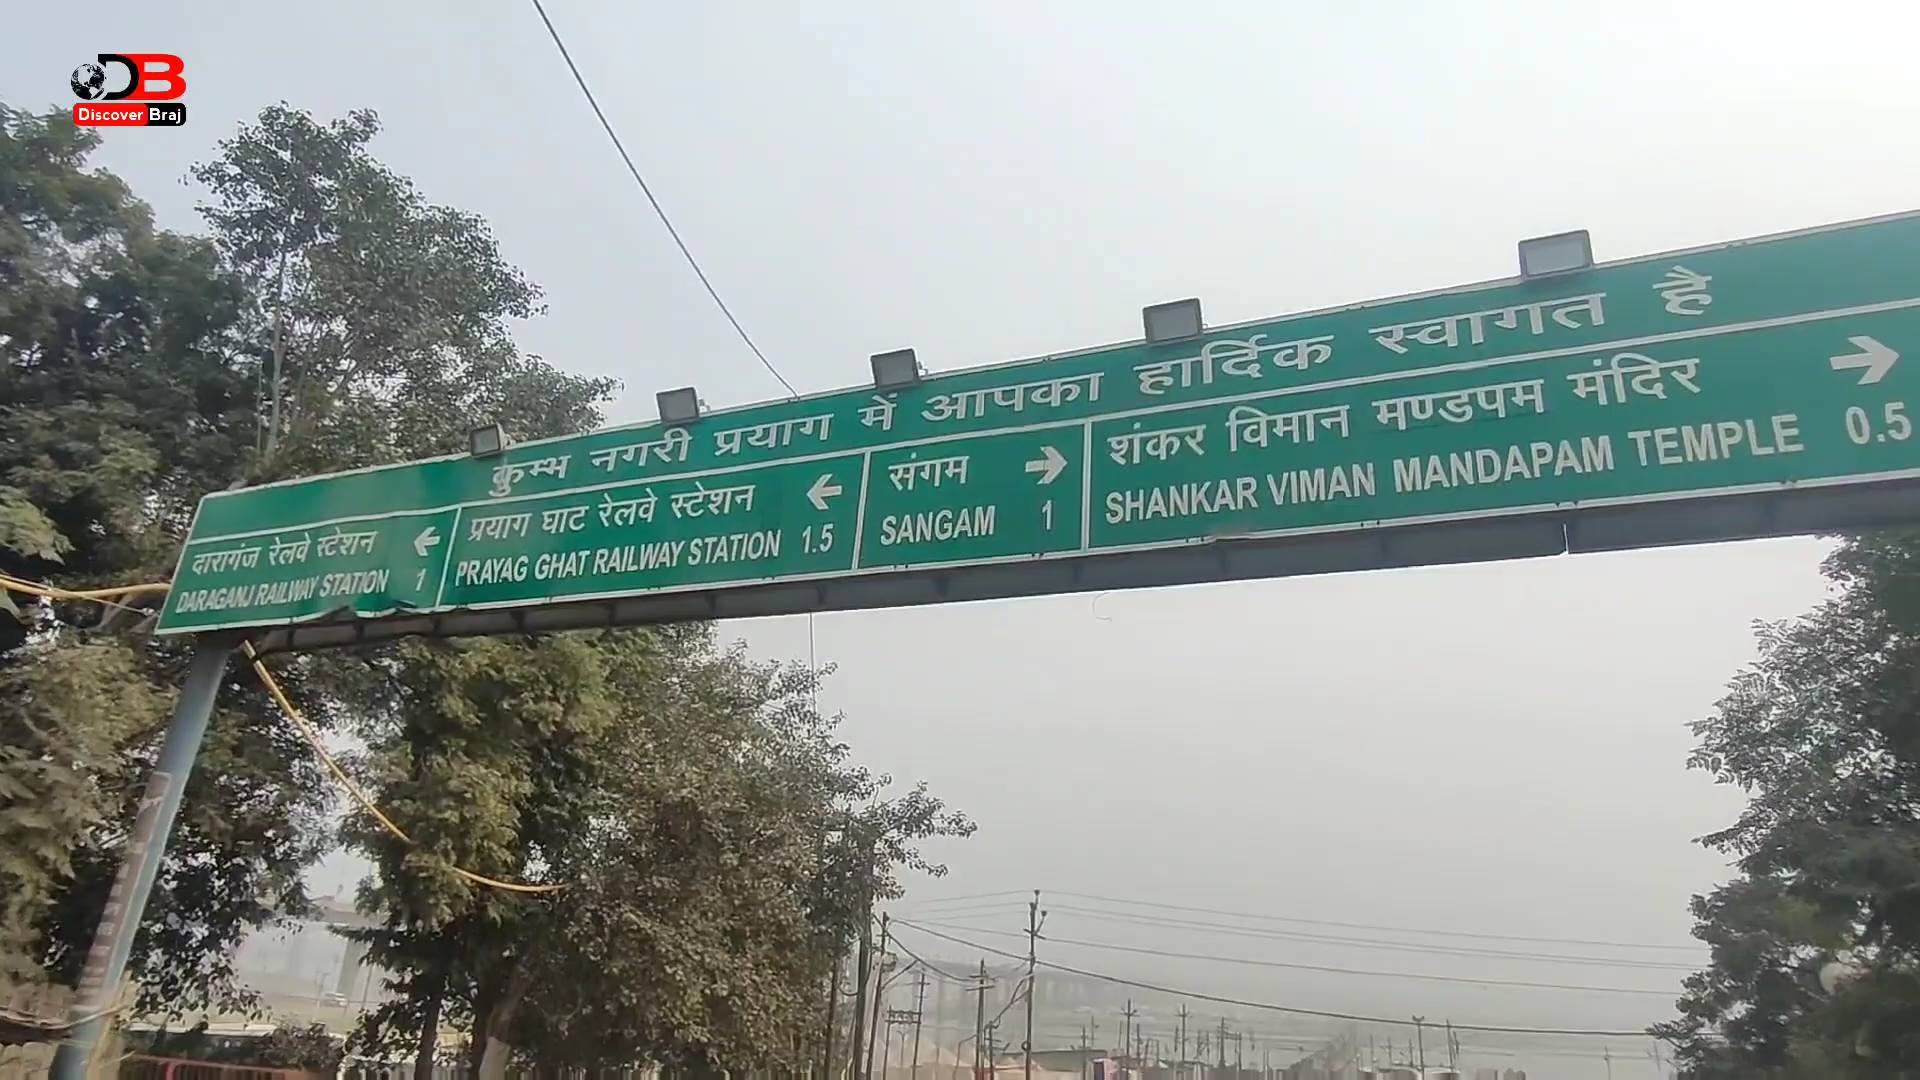 DB
Discover Braj
कुम्भ नगरी प्रयाग में आपका हार्दिक स्वागत है
दारागंज रेलवे स्टेशन
DARAGANJ RAILWAY STATION 1
प्रयाग घाट रेलवे स्टेशन
PRAYAG GHAT RAILWAY STATION 1.5
संगम
SANGAM 1
शंकर विमान मण्डपम मंदिर
SHANKAR VIMAN MANDAPAM TEMPLE 0.5